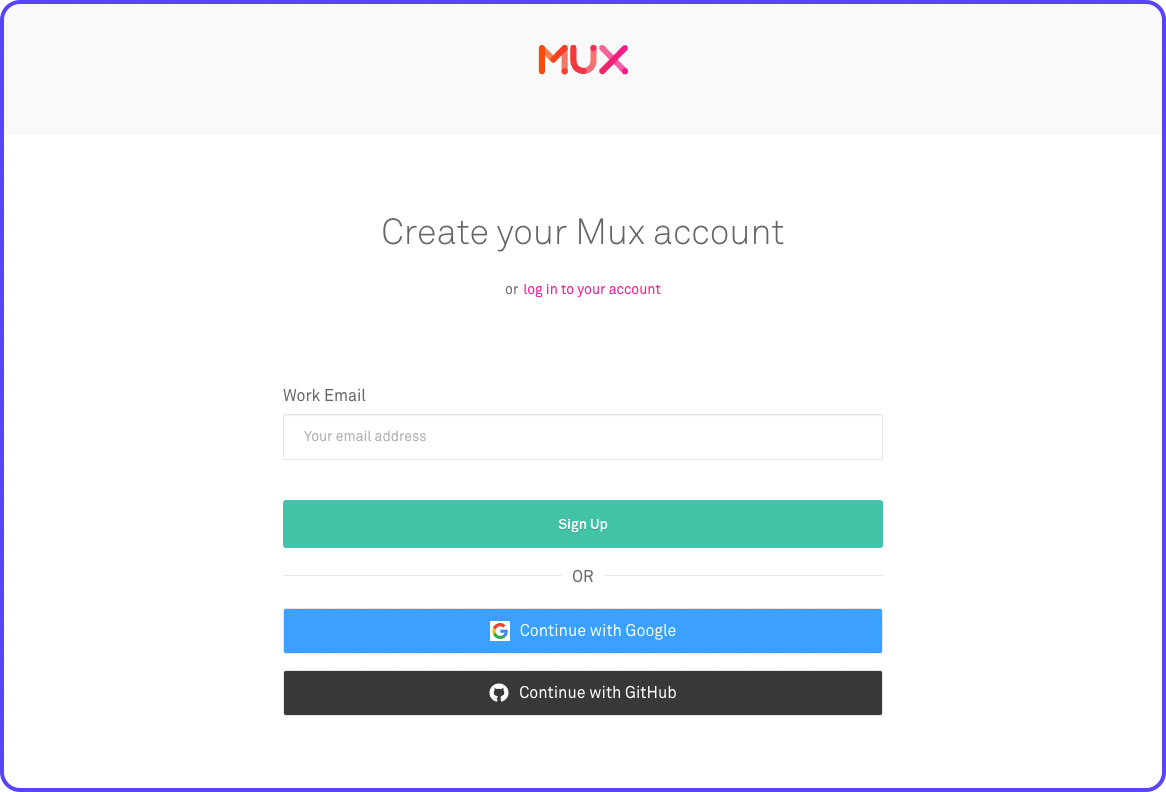 MUX
Create your Mux account
or log in to your account
Work Email
Your email address
Sign Up
OR
Continue with Google
Continue with GitHub